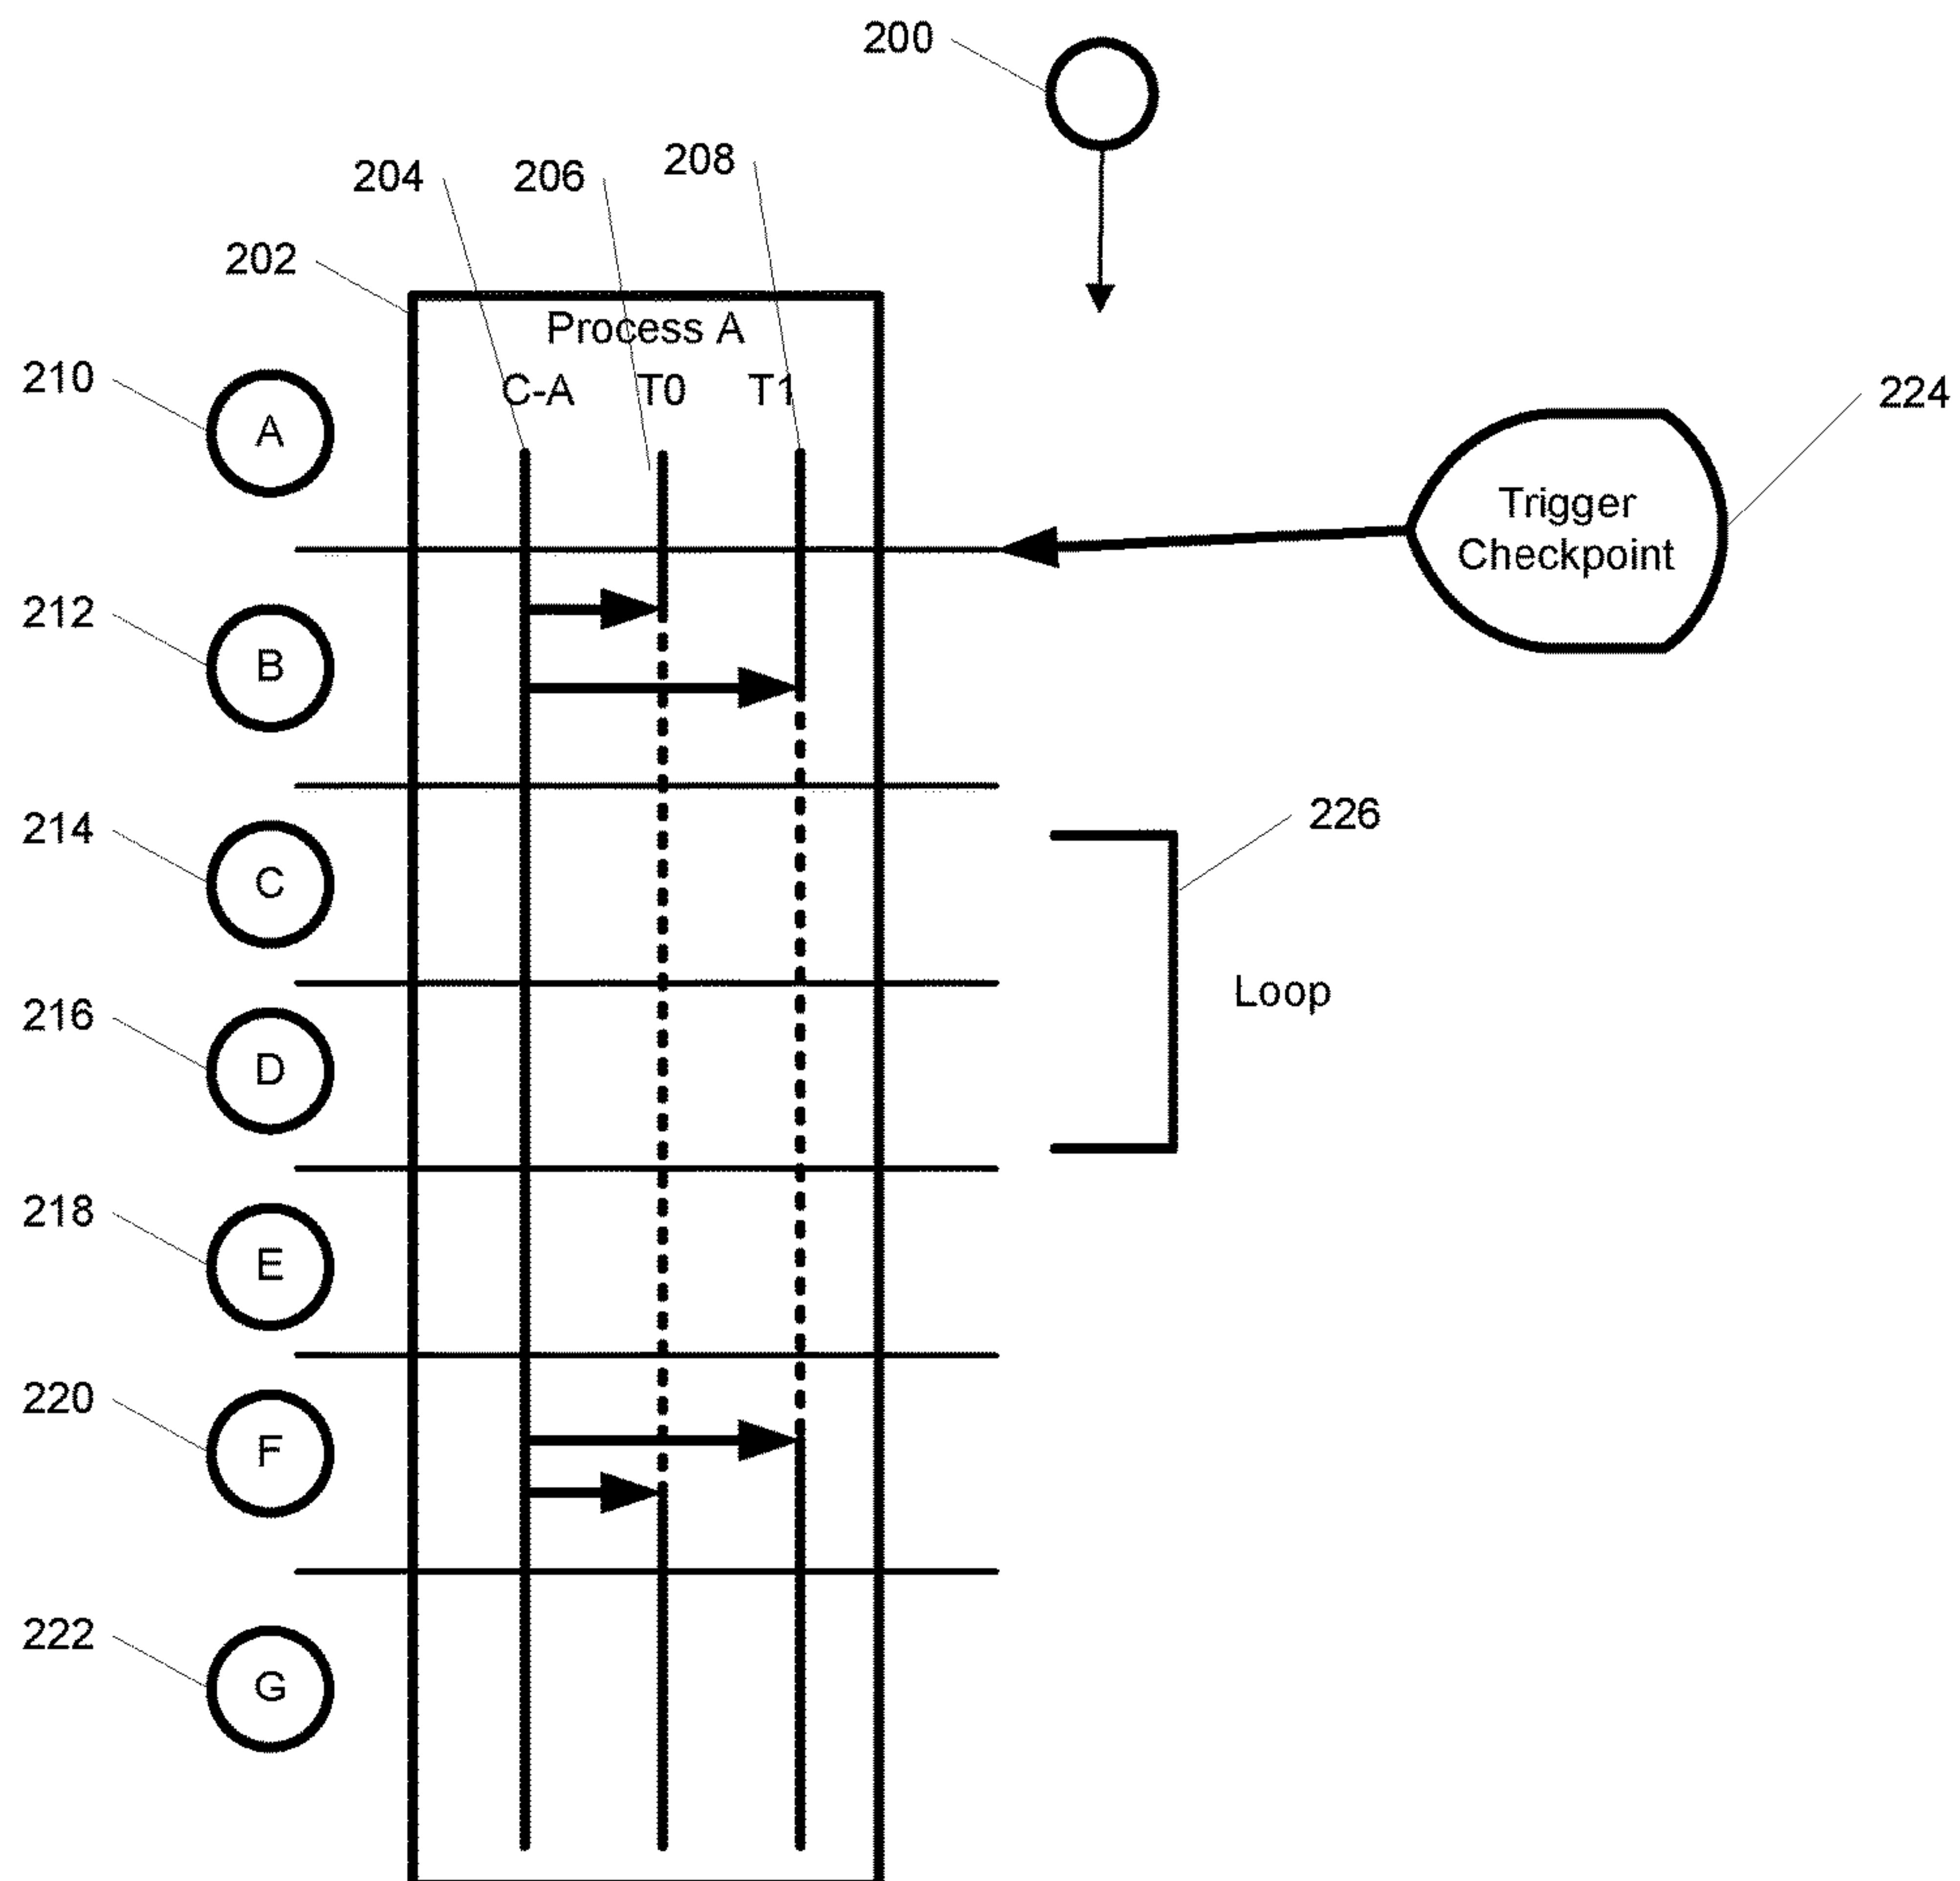 200
204 206 208
202
Process A
C-A T0 T1
210 A
224
Trigger
Checkpoint
212 B
214 C
226
Loop
216 D
218 E
220 F
222 G